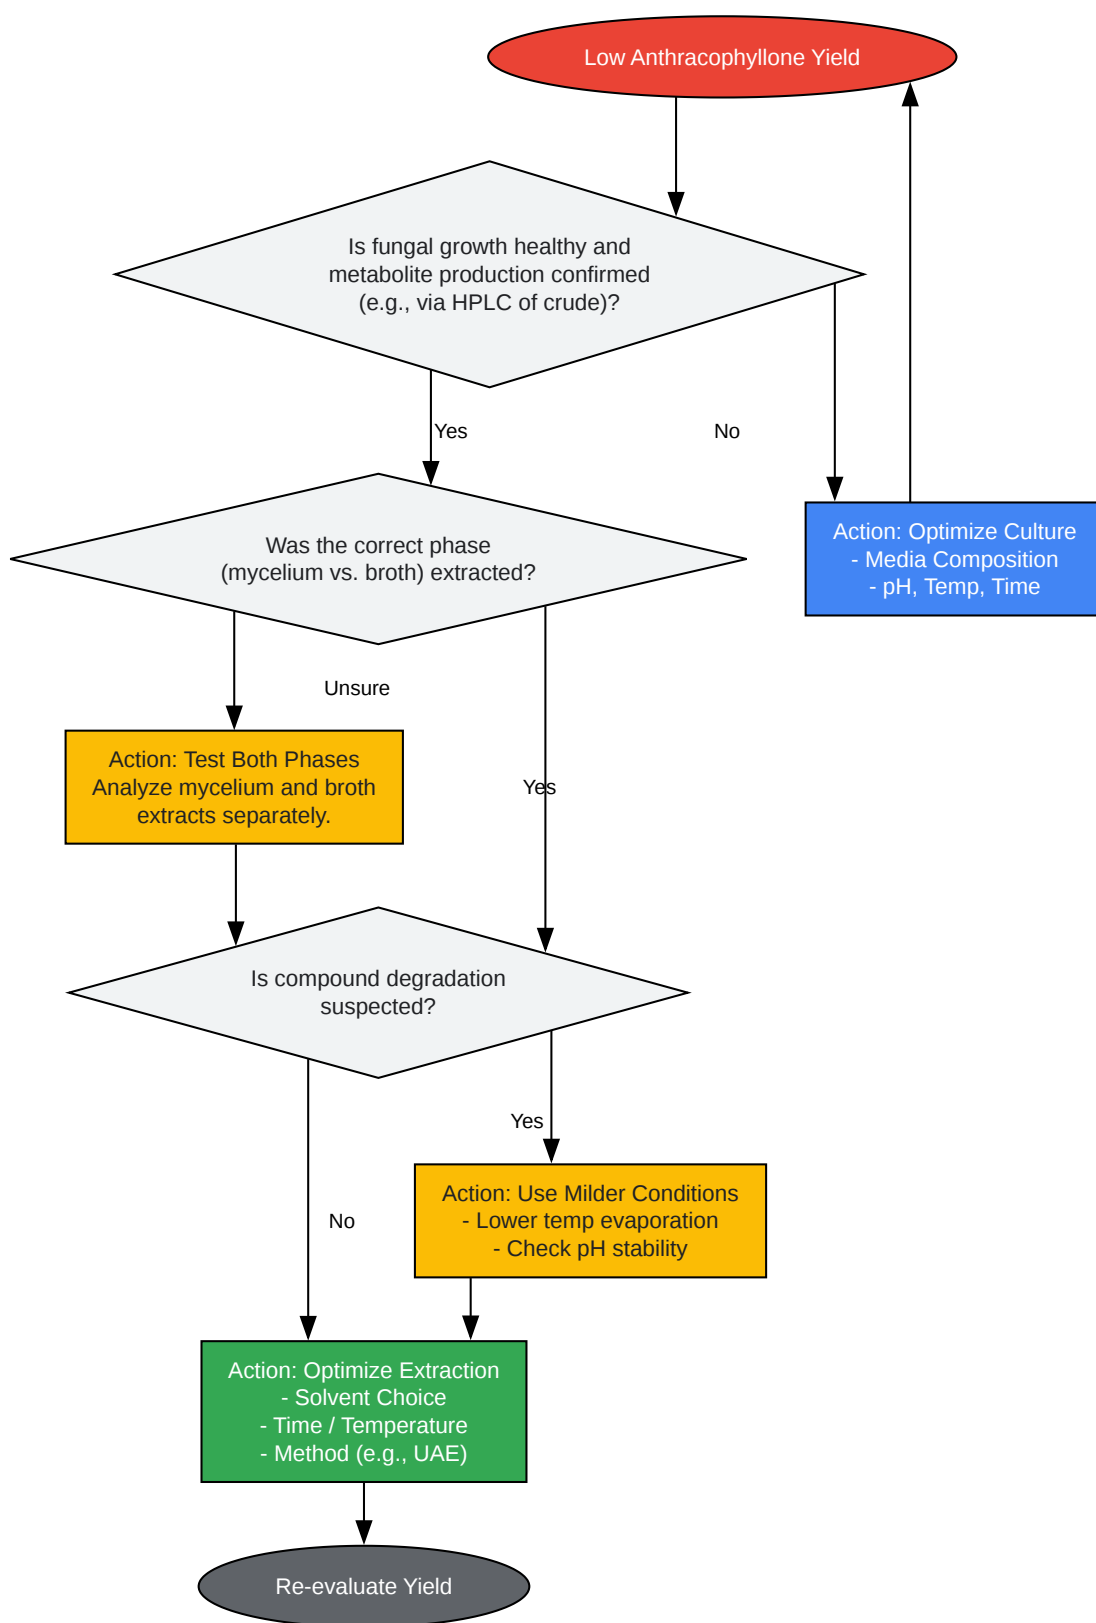 Low Anthracophyllone Yield
Is fungal growth healthy and
metabolite production confirmed
(e.g., via HPLC of crude)?
Yes
No
Was the correct phase
(mycelium vs. broth) extracted?
Action: Optimize Culture
- Media Composition
- pH, Temp, Time
Unsure
Yes
Action: Test Both Phases
Analyze mycelium and broth
extracts separately.
Is compound degradation
suspected?
Yes
No
Action: Use Milder Conditions
- Lower temp evaporation
- Check pH stability
Action: Optimize Extraction
- Solvent Choice
- Time / Temperature
- Method (e.g., UAE)
Re-evaluate Yield